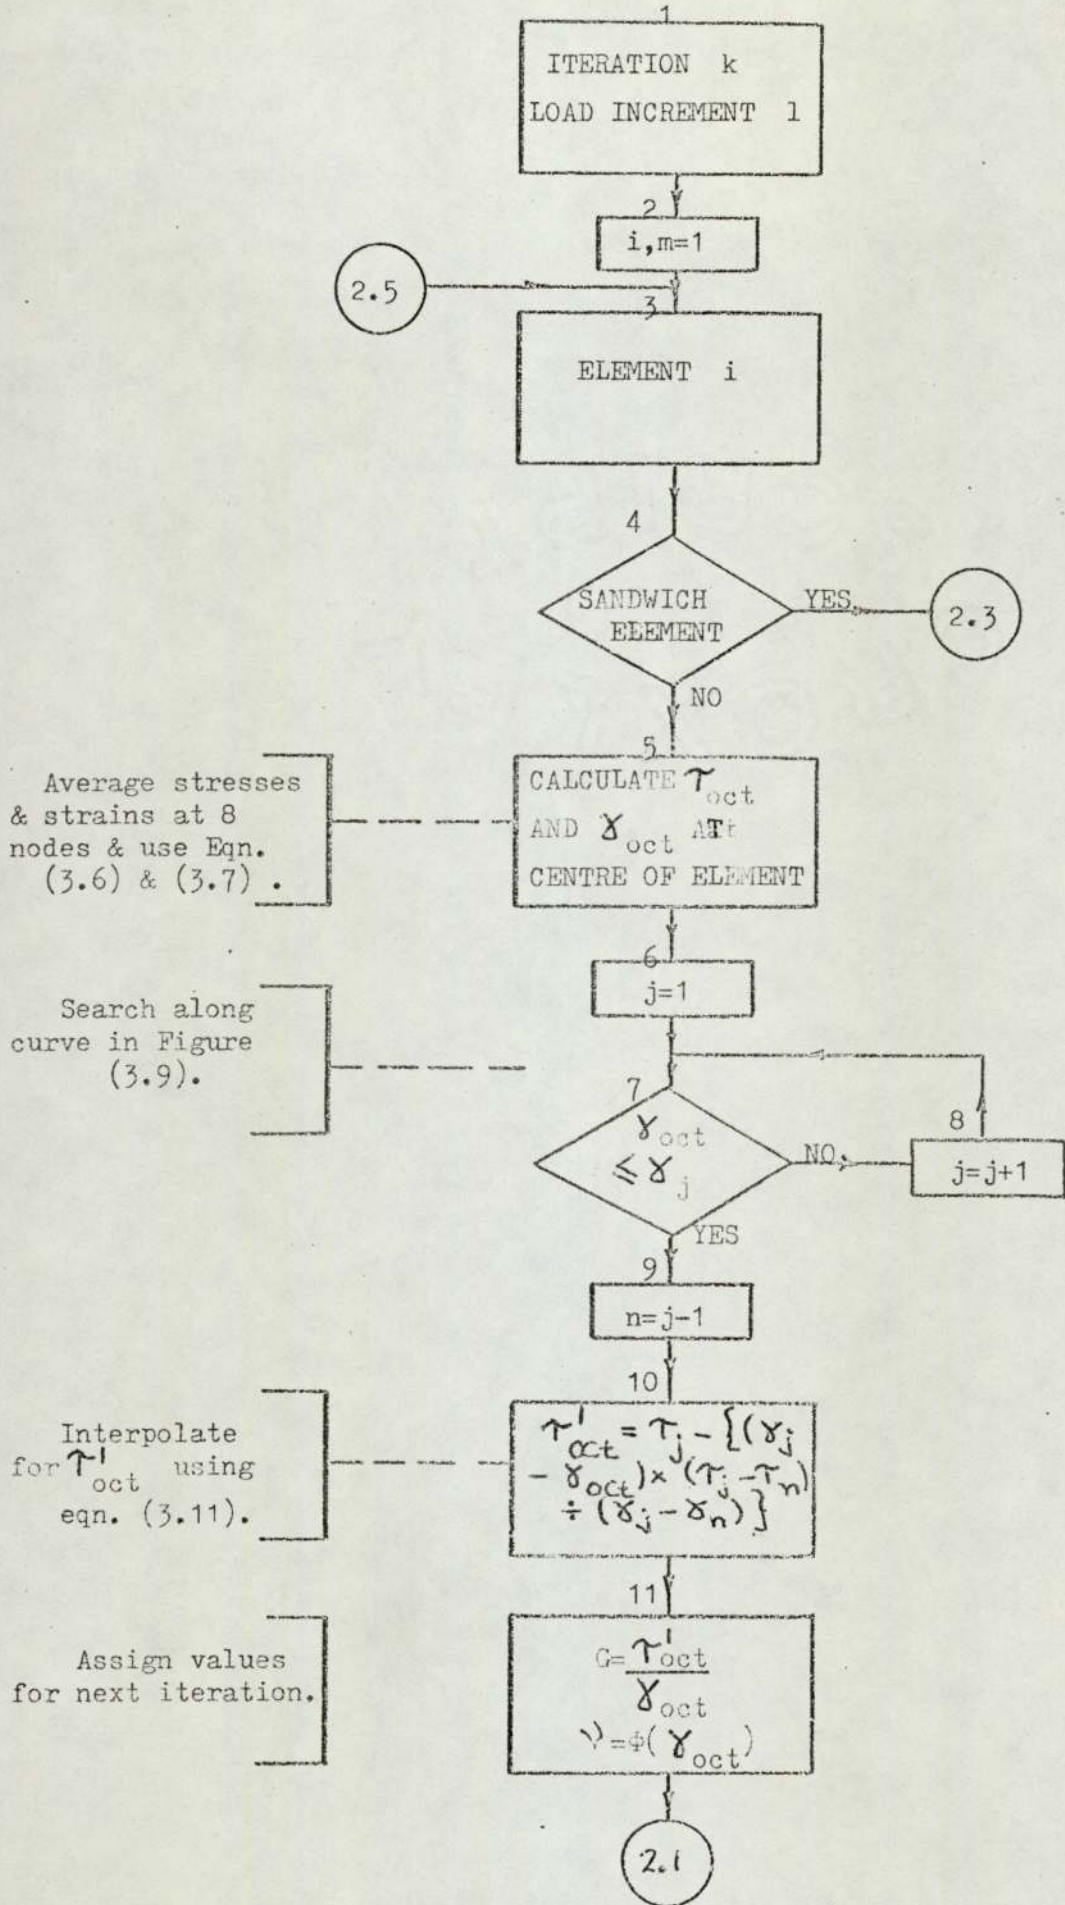 1
ITERATION k
LOAD INCREMENT 1
2
i,m=1
2.5
3
ELEMENT i
4
SANDWICH
ELEMENT
YES
2.3
NO
5
CALCULATE τoct
AND γoct AT
CENTRE OF ELEMENT
Average stresses
& strains at 8
nodes & use Eqn.
(3.6) & (3.7) .
6
j=1
Search along
curve in Figure
(3.9).
7
γoct
≤ γj
NO.
8
j=j+1
YES
9
n=j-1
10
τ'oct = τj - {(γj
- γoct) × (τj - τn)
÷ (γj - γn)}
Interpolate
for τ'oct using
eqn. (3.11).
11
G= τ'oct
γoct
ν=Φ(γoct)
Assign values
for next iteration.
2.1